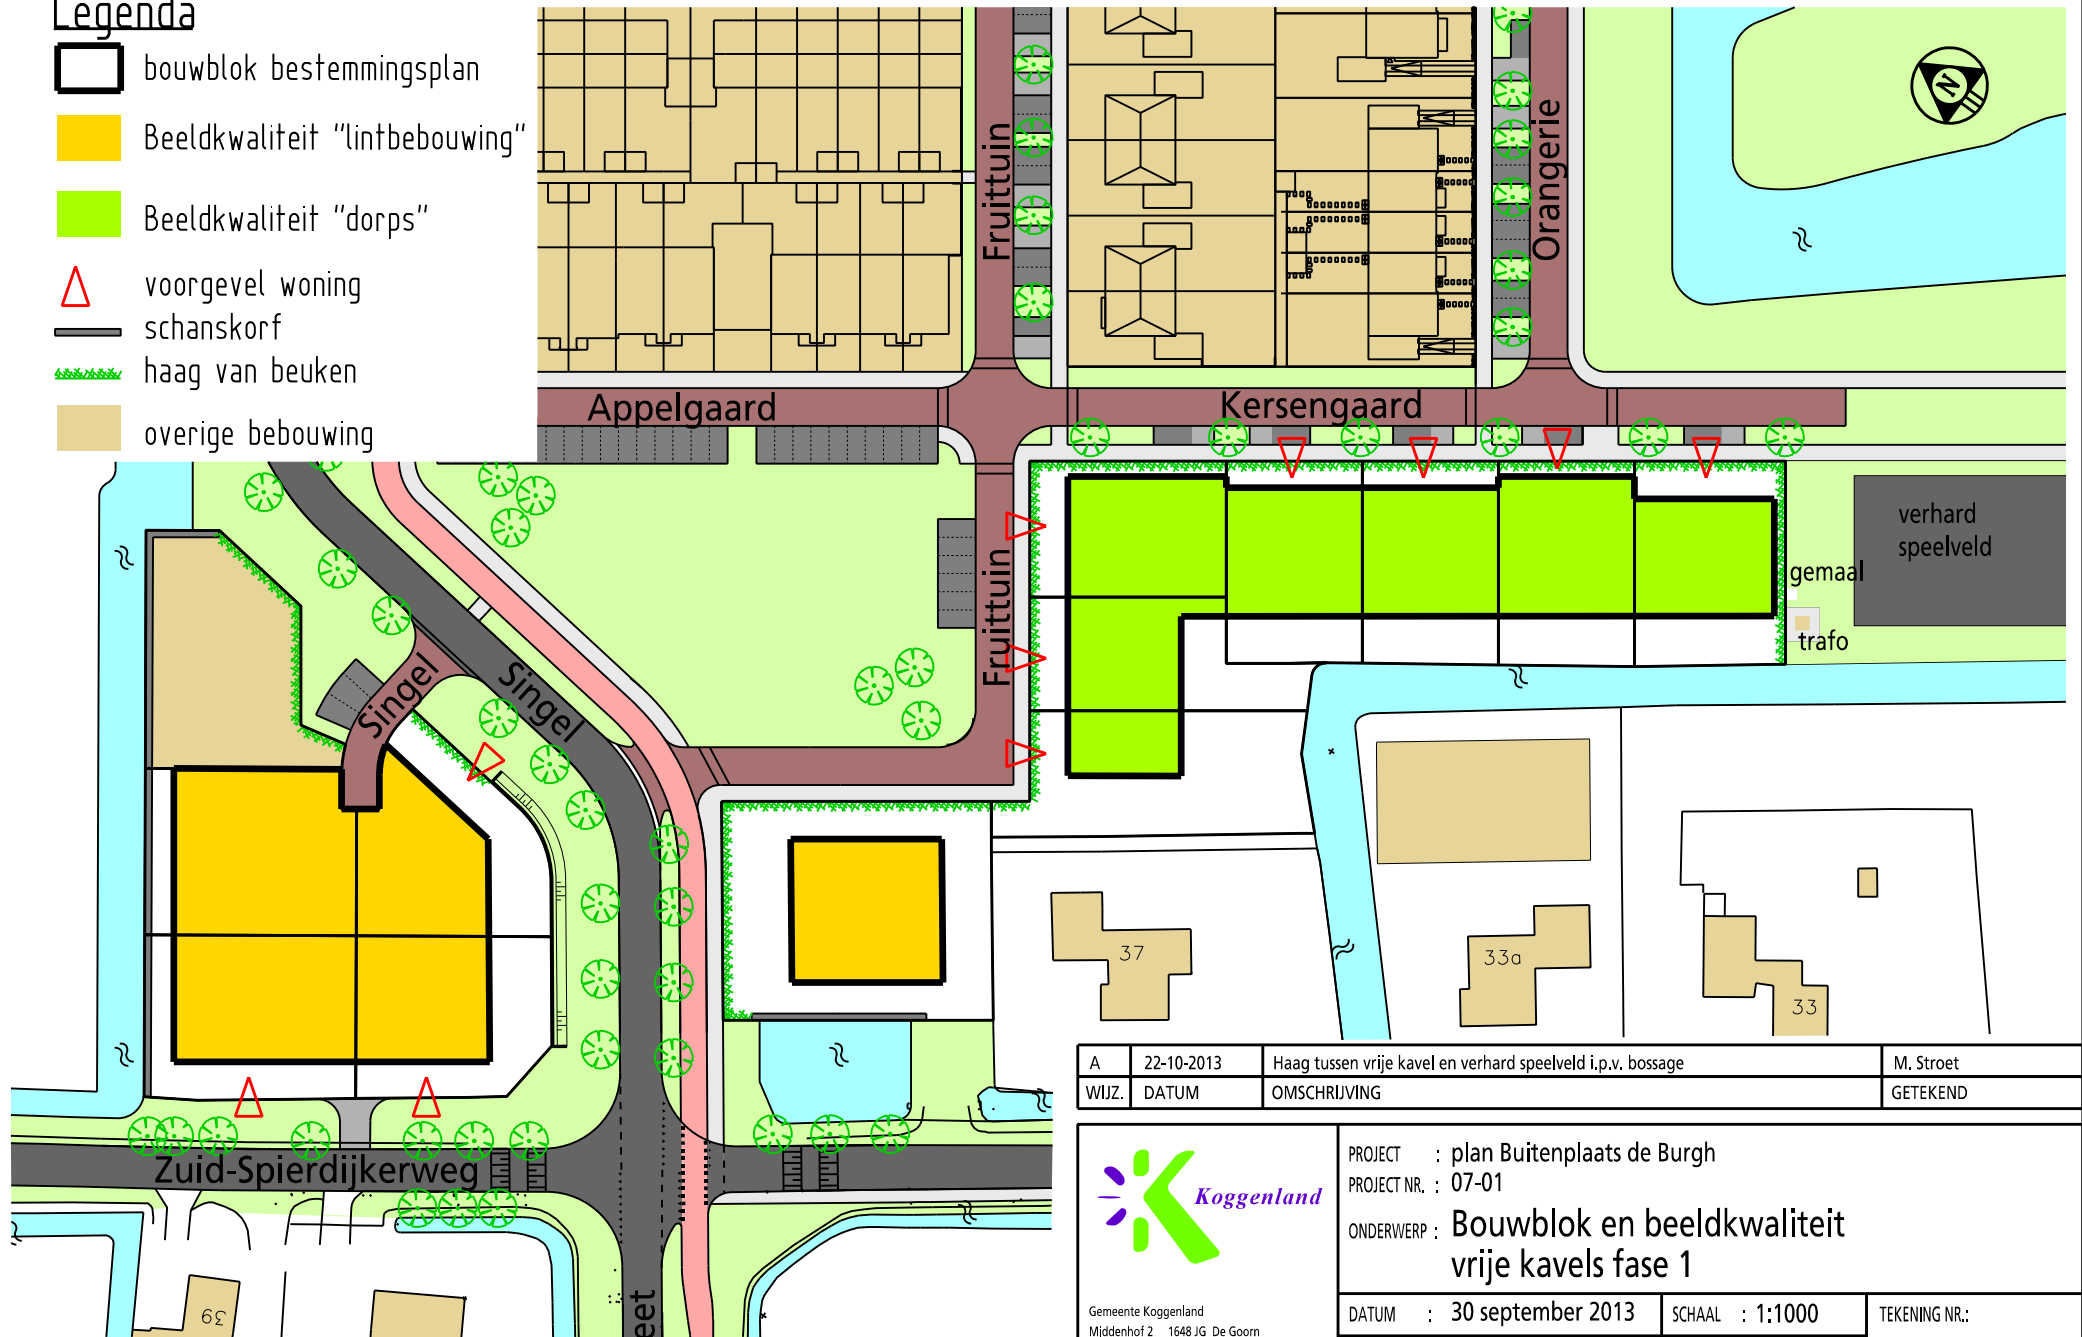 Legenda
bouwblok bestemmingsplan
Beeldkwaliteit "lintbebouwing"
Beeldkwaliteit "dorps"
voorgevel woning
schanskorf
haag van beuken
overige bebouwing
Fruittuin
Orangerie
N
Appelgaard
Kersengaard
verhard
speelveld
gemaal
trafo
Fruittuin
Singel
Singel
37
33a
33
Zuid-Spierdijkerweg
39
eet
A 22-10-2013 Haag tussen vrije kavel en verhard speelveld i.p.v. bossage M. Stroet
WIJZ. DATUM OMSCHRIJVING GETEKEND
Koggenland
PROJECT : plan Buitenplaats de Burgh
PROJECT NR. : 07-01
ONDERWERP : Bouwblok en beeldkwaliteit
vrije kavels fase 1
Gemeente Koggenland
Middenhof 2 1648 JG De Goorn
DATUM : 30 september 2013 SCHAAL : 1:1000 TEKENING NR.: